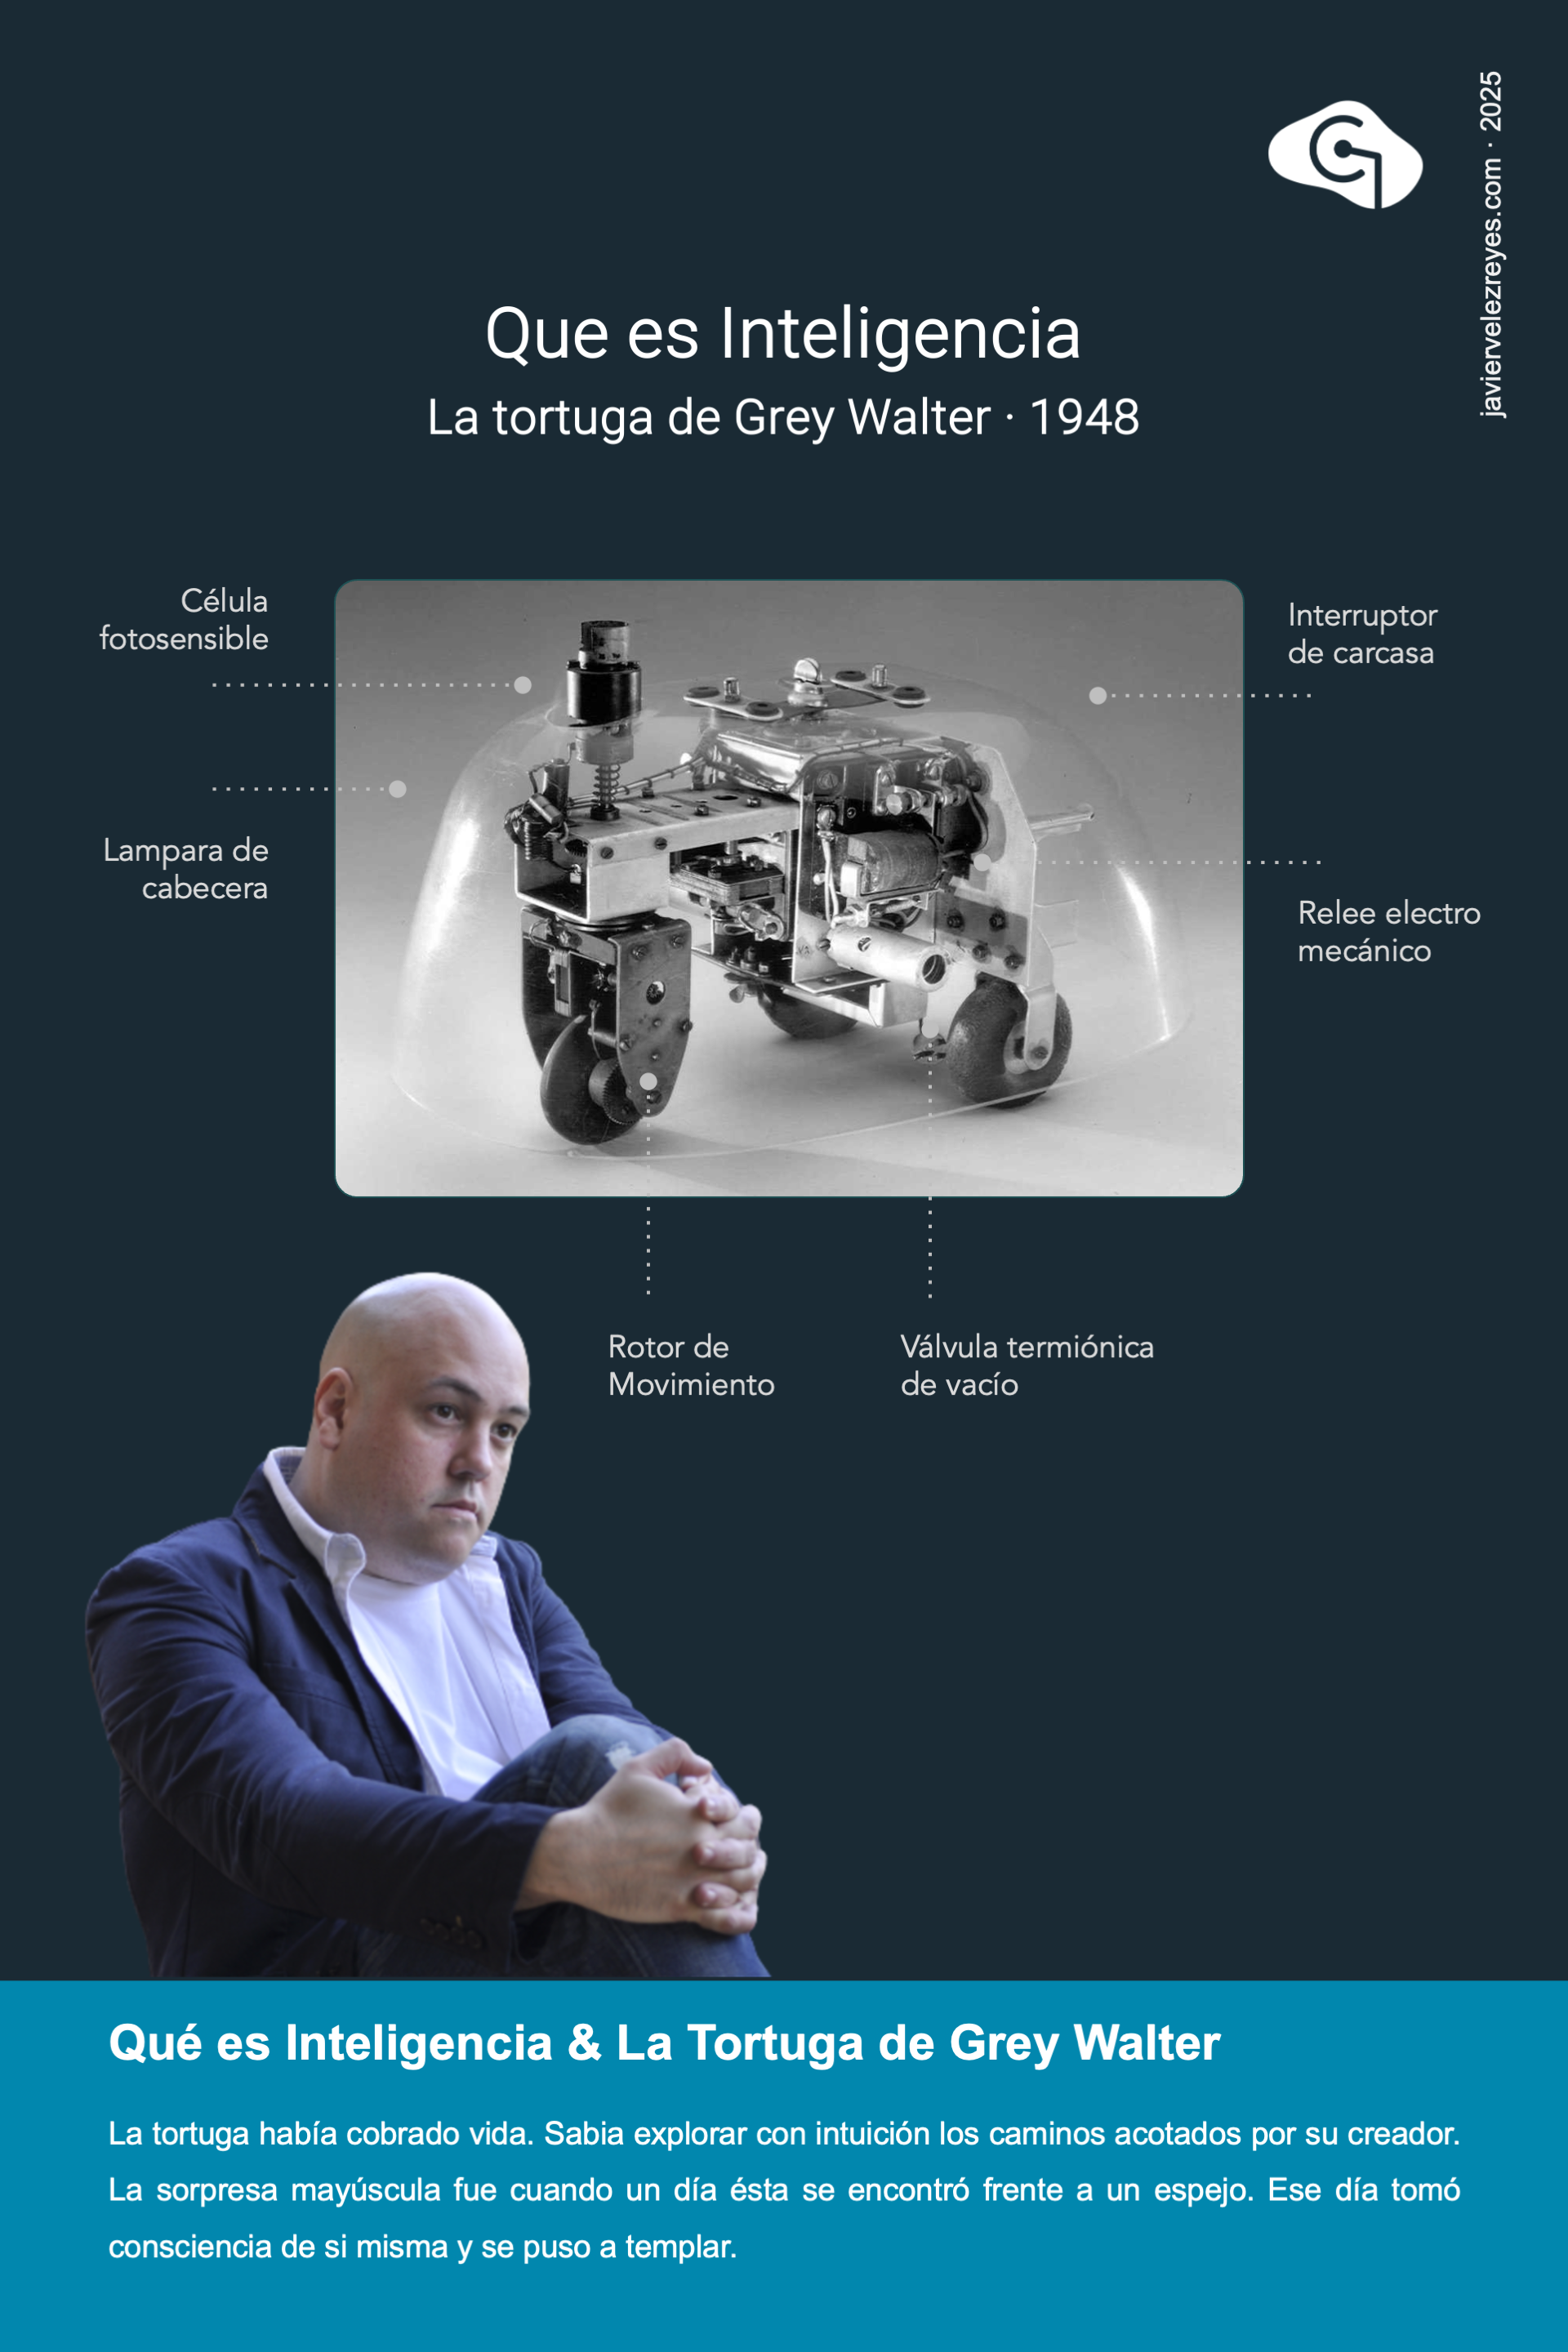 javiervelezreyes.com · 2025
Que es Inteligencia
La tortuga de Grey Walter · 1948
Célula
fotosensible
Interruptor
de carcasa
Lampara de
cabecera
Relee electro
mecánico
Rotor de
Movimiento
Válvula termiónica
de vacío
Qué es Inteligencia & La Tortuga de Grey Walter
La tortuga había cobrado vida. Sabia explorar con intuición los caminos acotados por su creador.
La sorpresa mayúscula fue cuando un día ésta se encontró frente a un espejo. Ese día tomó
consciencia de si misma y se puso a templar.